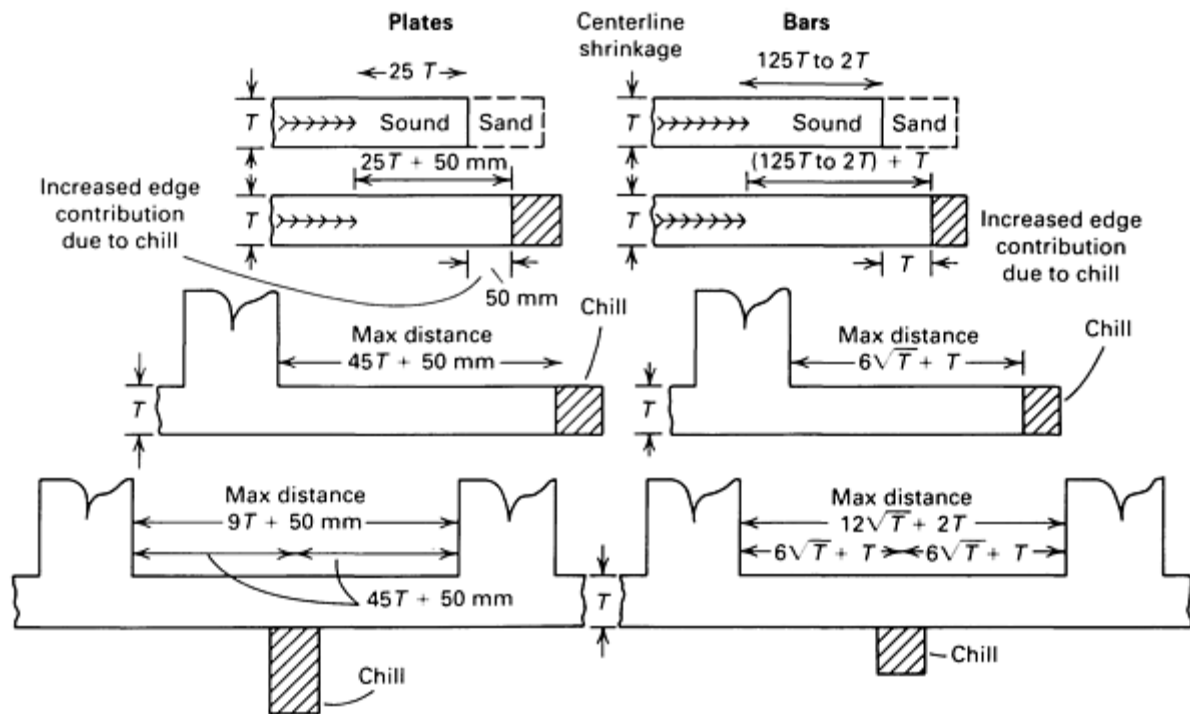 Plates
Centerline
shrinkage
Bars
25 T
125T to 2T
T
Sound
Sand
T
Sound
Sand
25T + 50 mm
(125T to 2T) + T
Increased edge
contribution
due to chill
T
T
Increased edge
contribution
due to chill
50 mm
T
Chill
Max distance
45T + 50 mm
Max distance
6√T + T
Chill
T
T
Max distance
9T + 50 mm
Max distance
12√T + 2T
6√T + T
6√T + T
45T + 50 mm
T
Chill
Chill